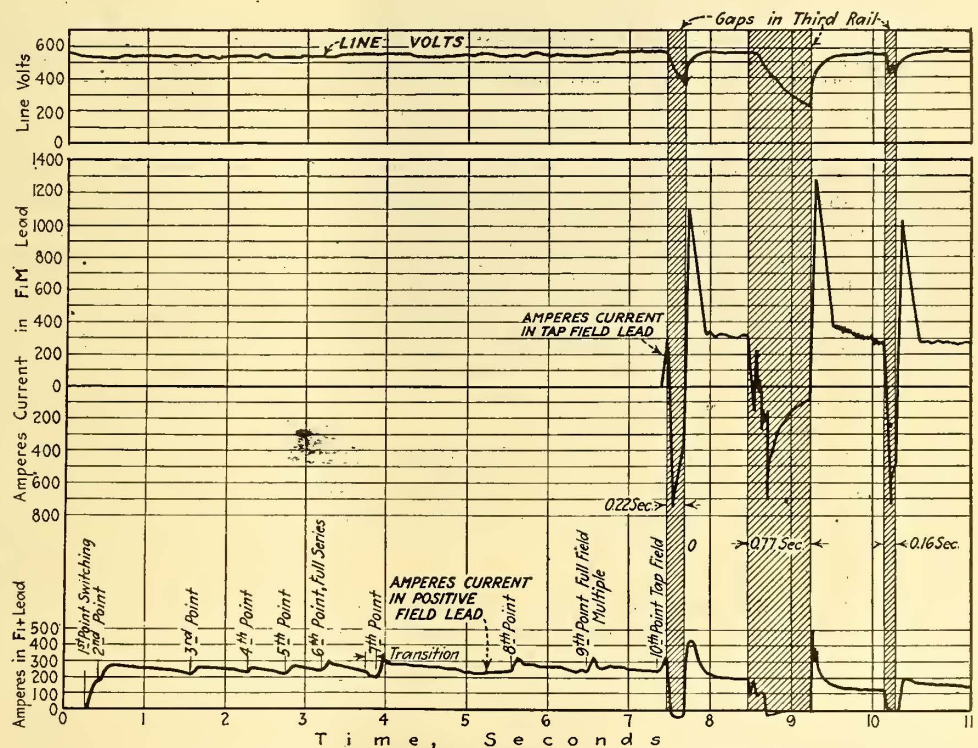 Gaps in Third Rail
LINE VOLTS
Line Volts
600
400
200
0
Amperes Current in F1M Lead
1400
1200
1000
800
600
400
200
0
200
400
600
800
AMPERES CURRENT
IN TAP FIELD LEAD
0.22 Sec.
0
0.77 Sec.
0.16 Sec.
Amperes in F1+Lead
500
400
300
200
100
0
1st Point Switching
2nd Point
3rd Point
4th Point
5th Point
6th Point, Full Series
7th Point
Transition
AMPERES CURRENT
IN POSITIVE
FIELD LEAD
8th Point
9th Point Full Field
Multiple
10th Point Tap Field
0 1 2 3 4 5 6 7 8 9 10 11
Time, Seconds